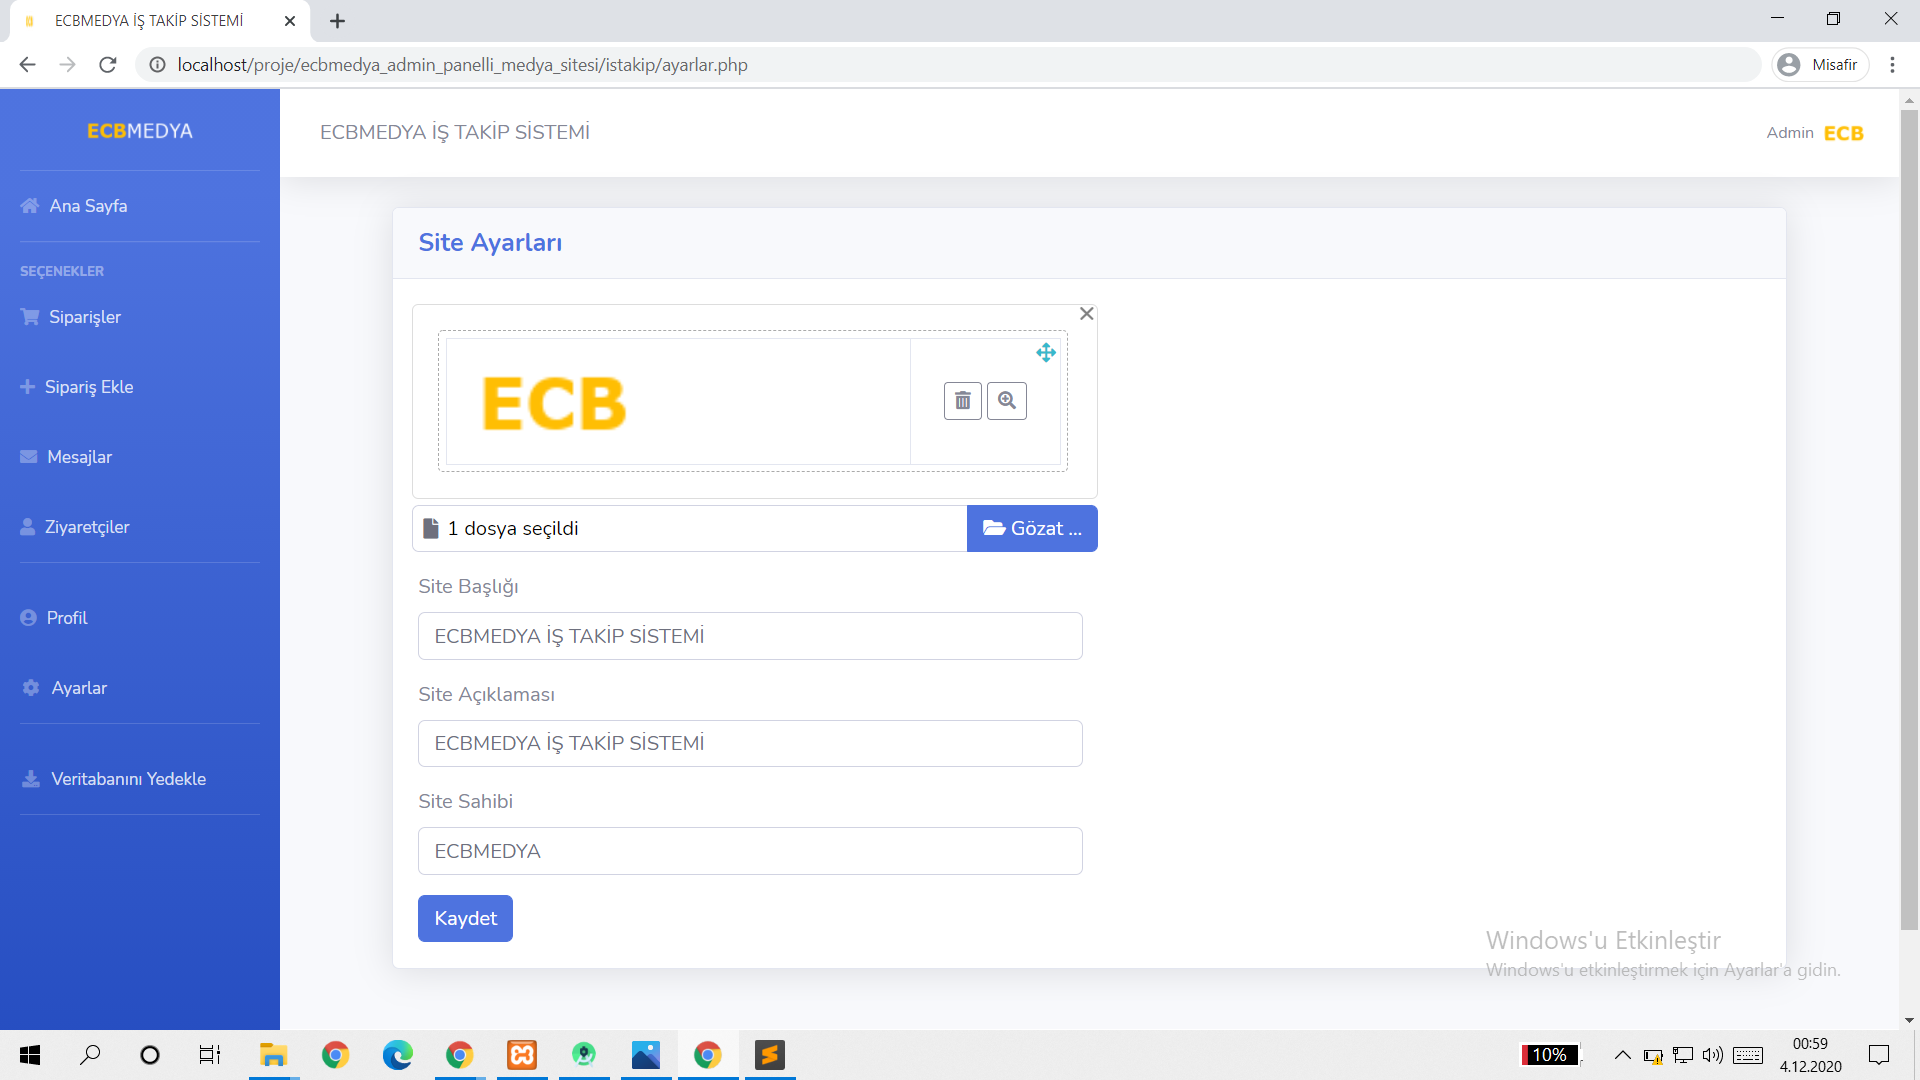 ECBMEDYA İŞ TAKİP SİSTEMİ
localhost/proje/ecbmedya_admin_panelli_medya_sitesi/istakip/ayarlar.php
Misafir
ECBMEDYA
ECBMEDYA İŞ TAKİP SİSTEMİ
Admin ECB
Ana Sayfa
SEÇENEKLER
Siparişler
Sipariş Ekle
Mesajlar
Ziyaretçiler
Profil
Ayarlar
Veritabanını Yedekle
Site Ayarları
ECB
1 dosya seçildi
Gözat ...
Site Başlığı
ECBMEDYA İŞ TAKİP SİSTEMİ
Site Açıklaması
ECBMEDYA İŞ TAKİP SİSTEMİ
Site Sahibi
ECBMEDYA
Kaydet
Windows'u Etkinleştir
Windows'u etkinleştirmek için Ayarlar'a gidin.
10%
00:59
4.12.2020